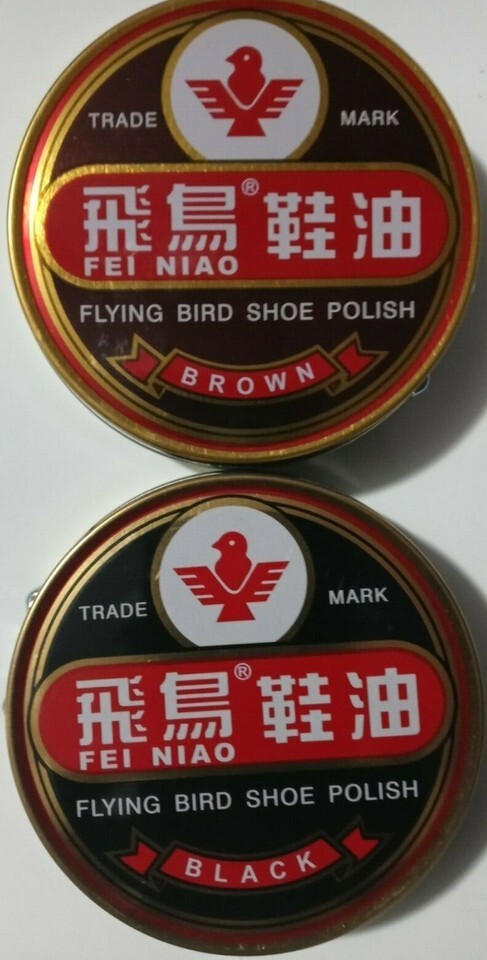 TRADE MARK
飛鳥® 鞋油
FEI NIAO
FLYING BIRD SHOE POLISH
BROWN
TRADE MARK
飛鳥® 鞋油
FEI NIAO
FLYING BIRD SHOE POLISH
BLACK